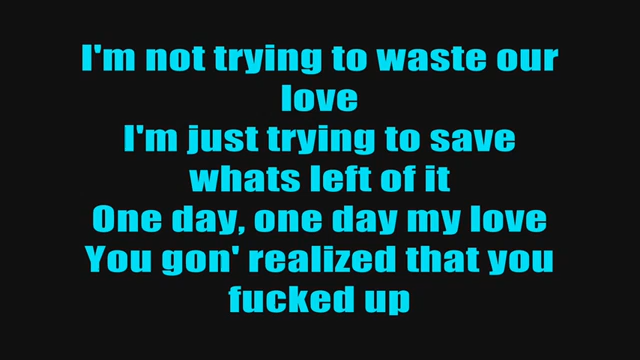 I'm not trying to waste our
love
I'm just trying to save
whats left of it
One day, one day my love
You gon' realized that you
fucked up